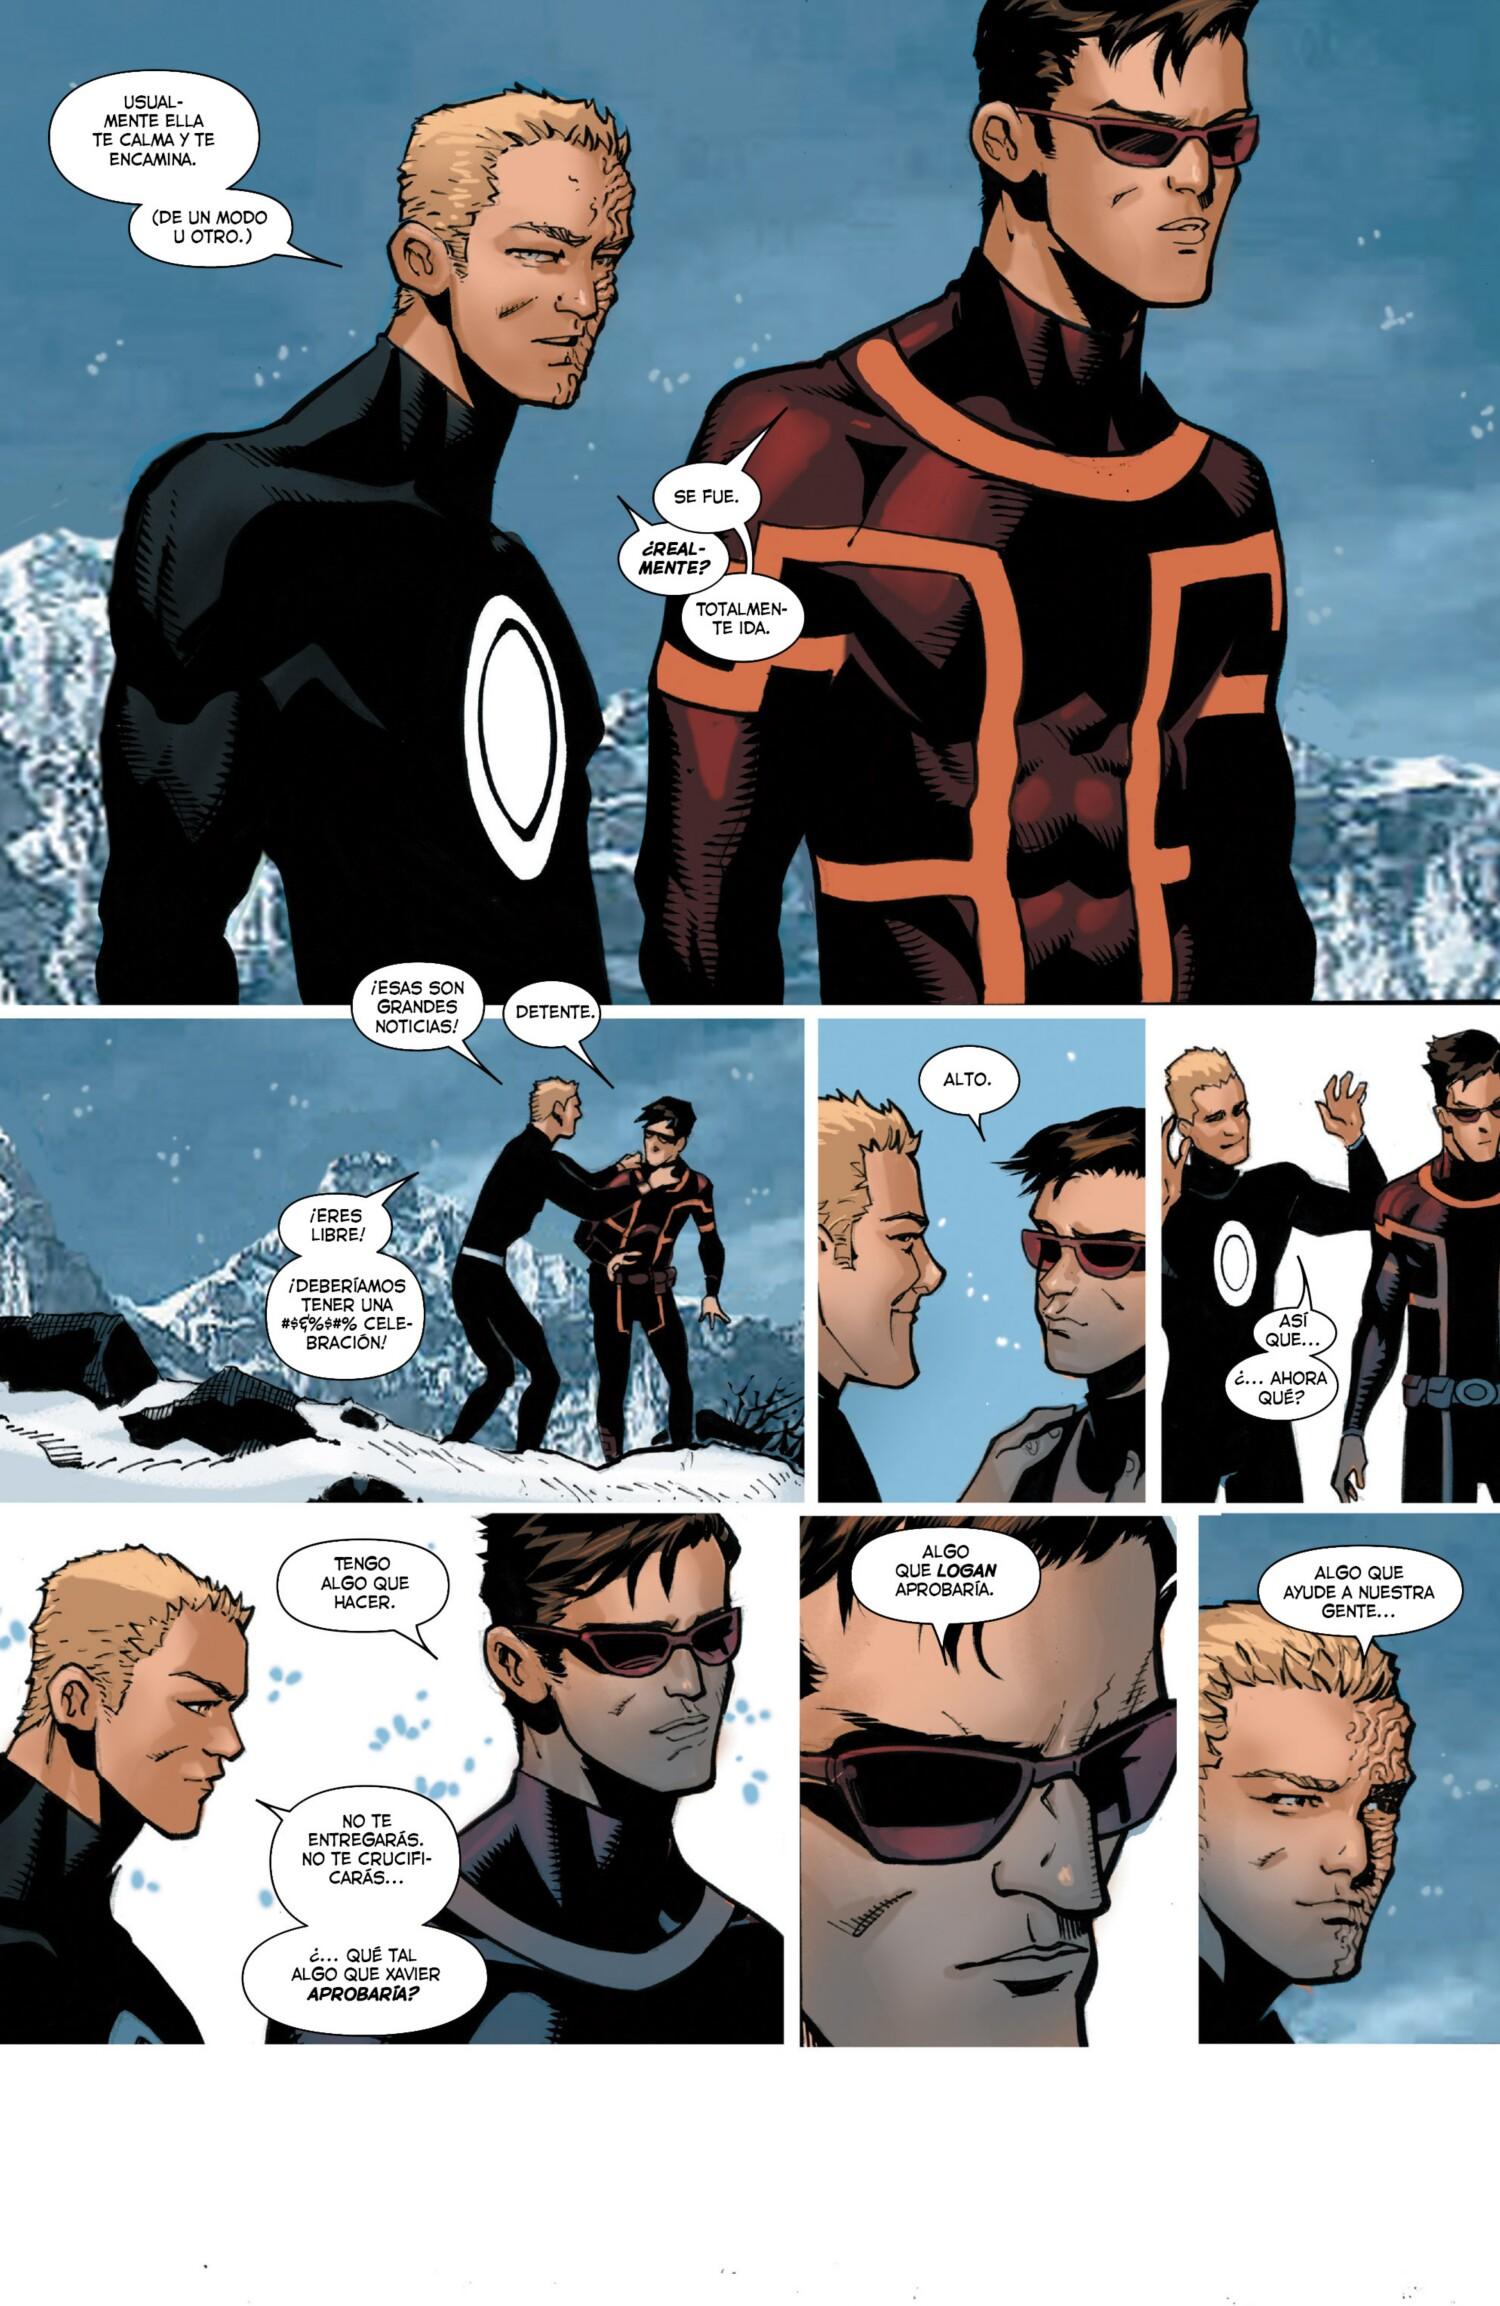 USUAL-
MENTE ELLA
TE CALMA Y TE
ENCAMINA.
(DE UN MODO
U OTRO.)
SE FUE.
¿REAL-
MENTE?
TOTALMEN-
TE IDA.
¡ESAS SON
GRANDES
NOTICIAS!
DETENTE.
¡ERES
LIBRE!
¡DEBERÍAMOS
TENER UNA
#$&%$#% CELE-
BRACIÓN!
ALTO.
ASÍ
QUE...
¿... AHORA
QUÉ?
TENGO
ALGO QUE
HACER.
NO TE
ENTREGARÁS.
NO TE CRUCIFI-
CARÁS...
¿... QUÉ TAL
ALGO QUE XAVIER
APROBARÍA?
ALGO
QUE LOGAN
APROBARÍA.
ALGO QUE
AYUDE A NUESTRA
GENTE...